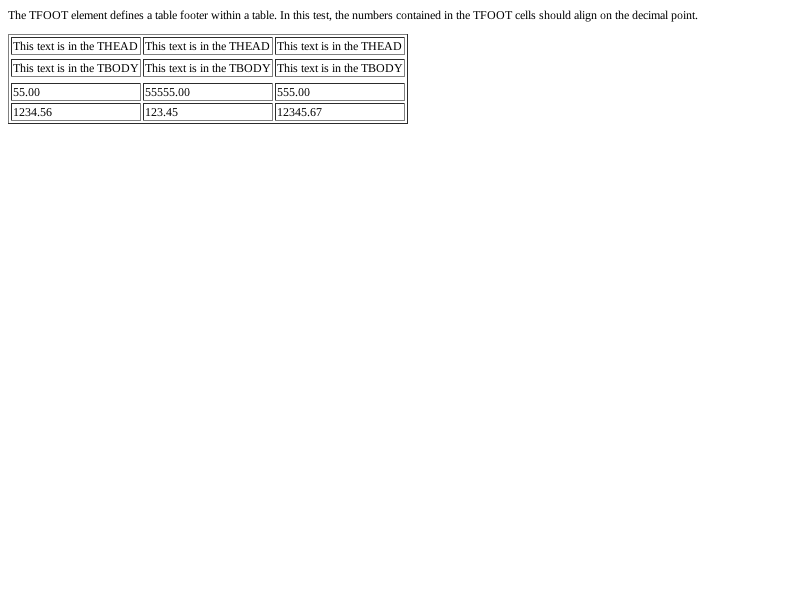 The TFOOT element defines a table footer within a table. In this test, the numbers contained in the TFOOT cells should align on the decimal point.
This text is in the THEAD This text is in the THEAD This text is in the THEAD
This text is in the TBODY This text is in the TBODY This text is in the TBODY
55.00 55555.00 555.00
1234.56 123.45 12345.67